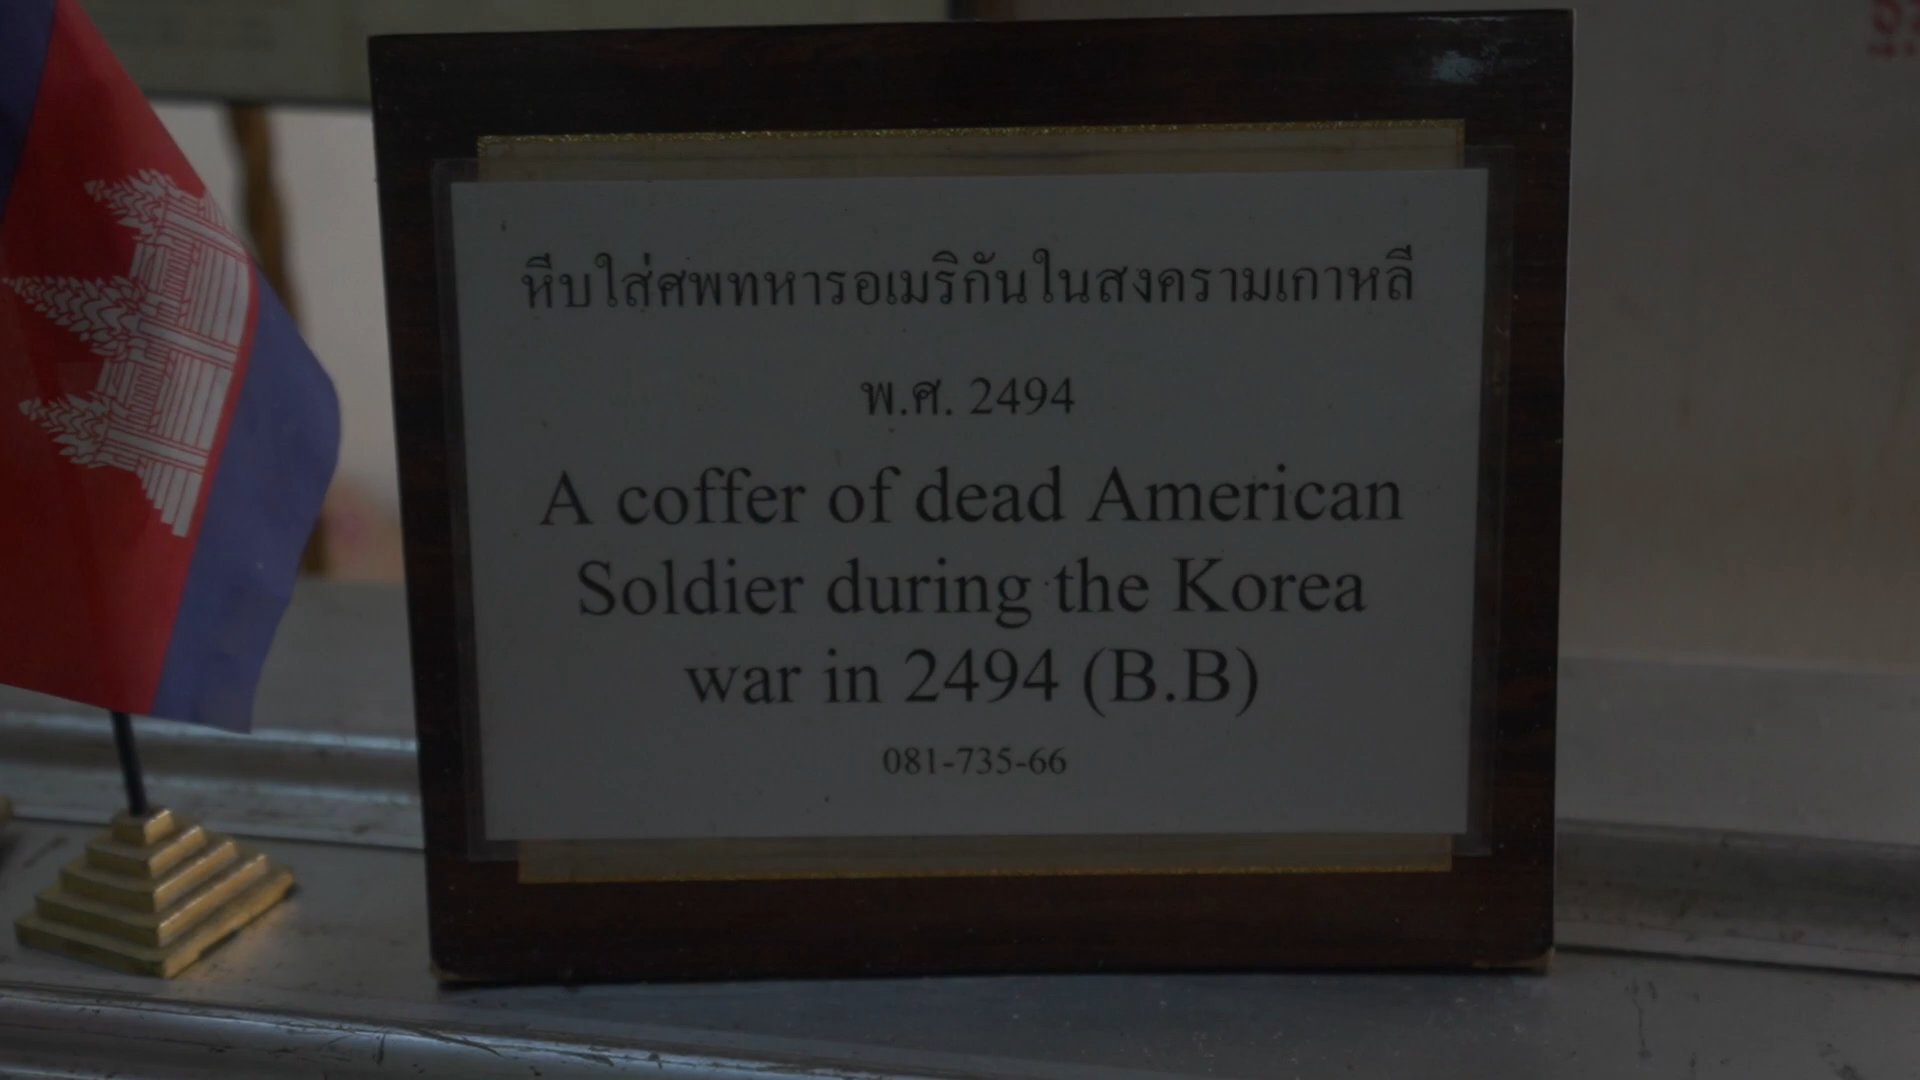 หีบใส่ศพทหารอเมริกันในสงครามเกาหลี
พ.ศ. 2494
A coffer of dead American
Soldier during the Korea
war in 2494 (B.B)
081-735-66